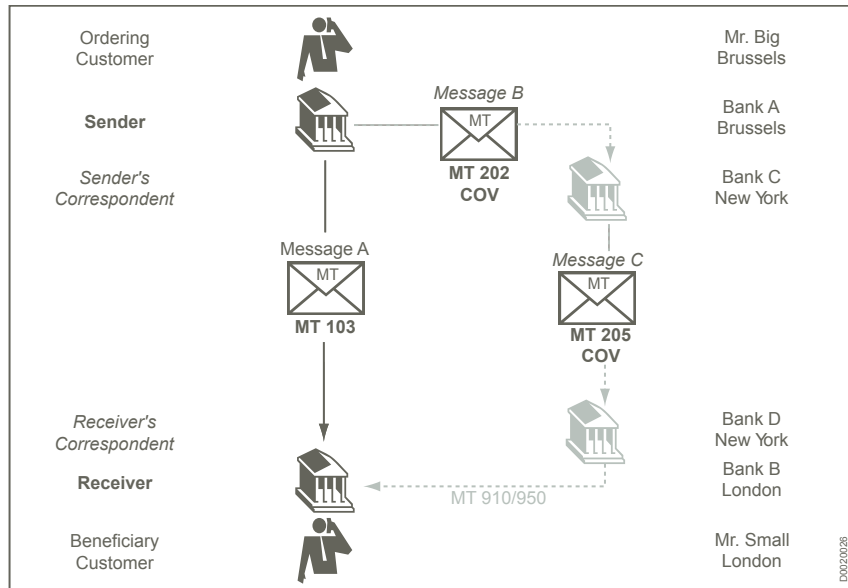 Ordering
Customer
Mr. Big
Brussels
Message B
Sender
MT
Bank A
Brussels
MT 202
COV
Sender's
Correspondent
Bank C
New York
Message A
MT
MT 103
Message C
MT
MT 205
COV
Receiver's
Correspondent
Bank D
New York
Receiver
MT 910/950
Bank B
London
Beneficiary
Customer
Mr. Small
London
D0020026